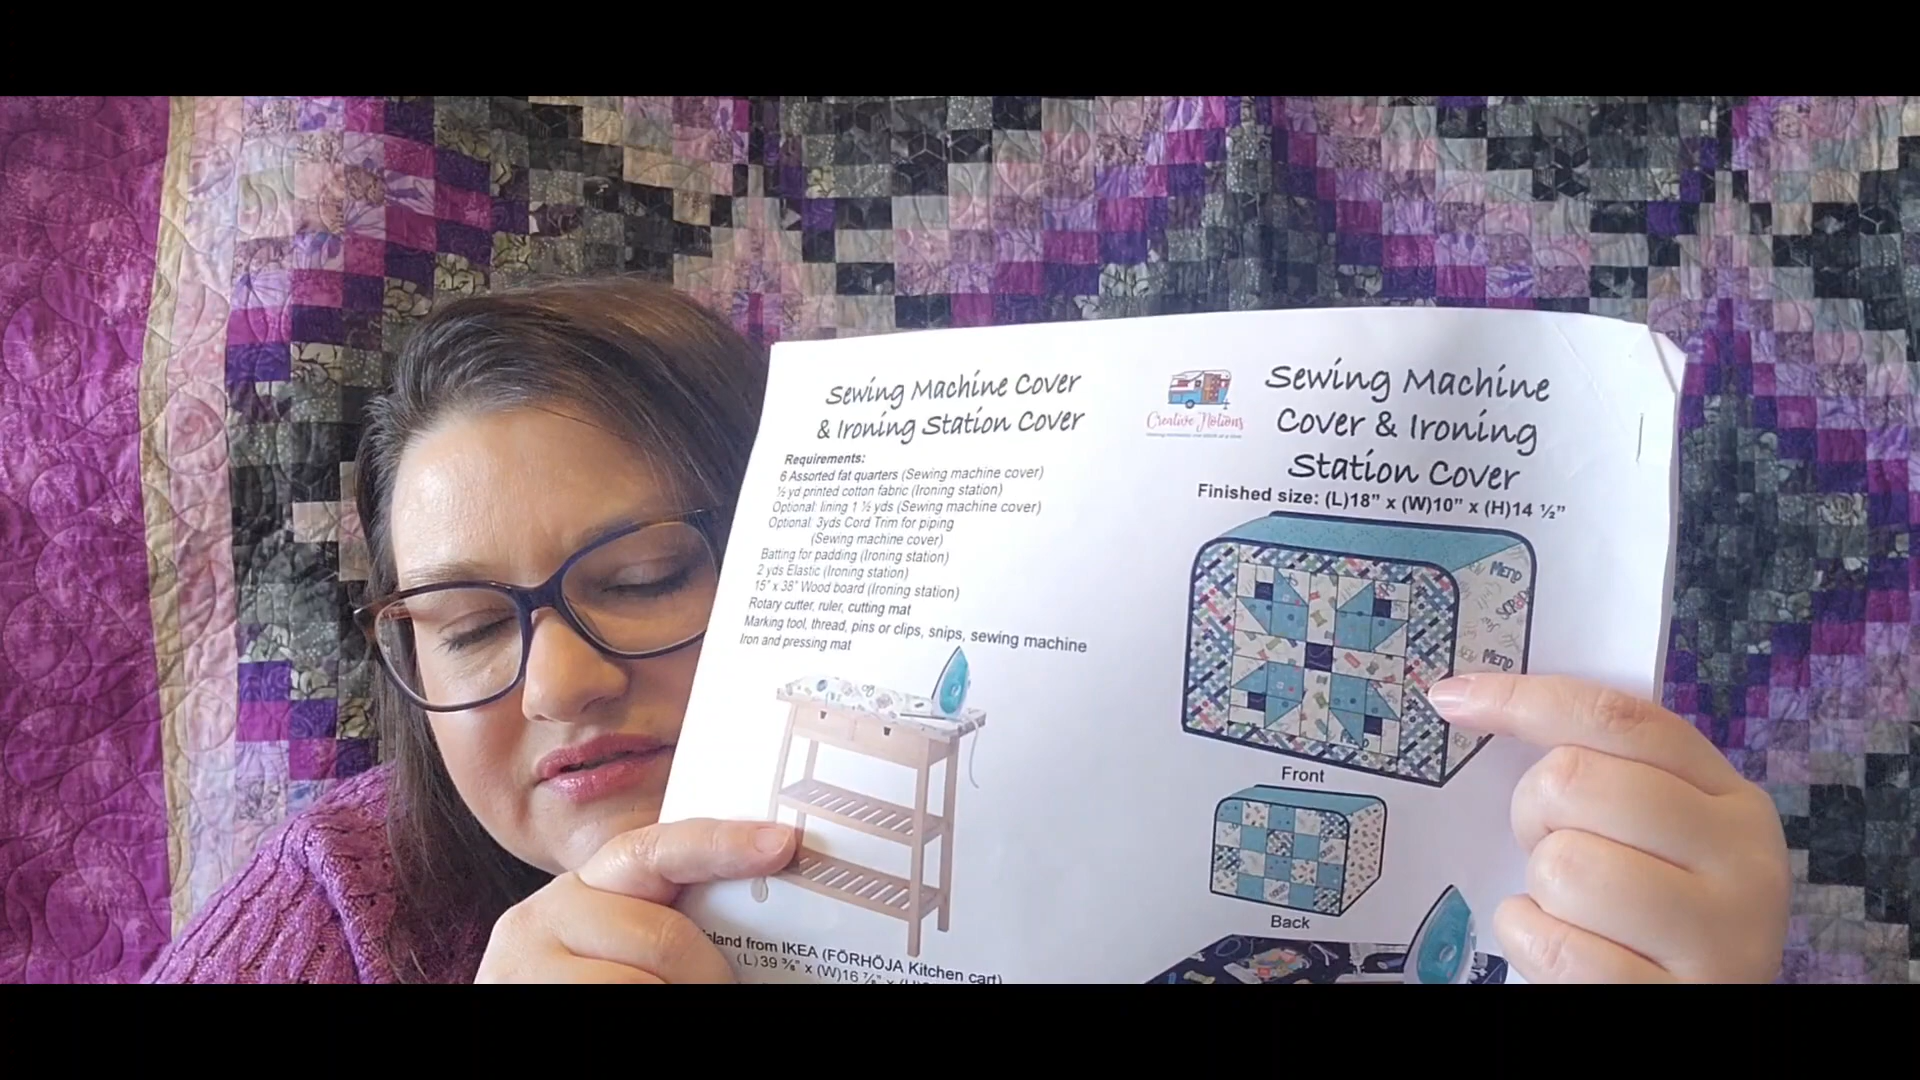 Sewing Machine Cover
& Ironing Station Cover
Requirements:
6 Assorted fat quarters (Sewing machine cover)
½ yd printed cotton fabric (Ironing station)
Optional: lining 1 ½ yds (Sewing machine cover)
Optional: 3yds Cord Trim for piping
(Sewing machine cover)
Batting for padding (Ironing station)
2 yds Elastic (Ironing station)
15" x 38" Wood board (Ironing station)
Rotary cutter, ruler, cutting mat
Marking tool, thread, pins or clips, snips, sewing machine
Iron and pressing mat
from IKEA (FÖRHÖJA Kitchen cart)
(L)39 ⅜" x (W)16 ⅞" x
Creative Notions
Sewing Machine
Cover & Ironing
Station Cover
Finished size: (L)18" x (W)10" x (H)14 ½"
MEND
SCRAP
MEND
Front
Back